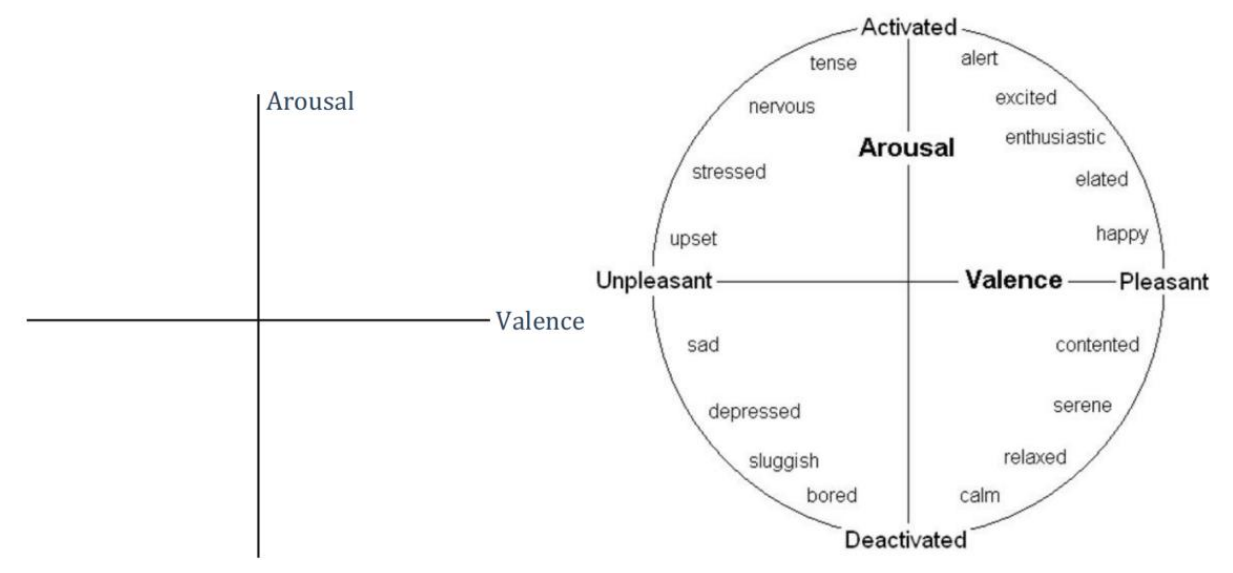 Arousal
Valence
Activated
tense
alert
nervous
excited
enthusiastic
Arousal
stressed
elated
upset
happy
Unpleasant
Valence
Pleasant
sad
contented
depressed
serene
sluggish
relaxed
bored
calm
Deactivated